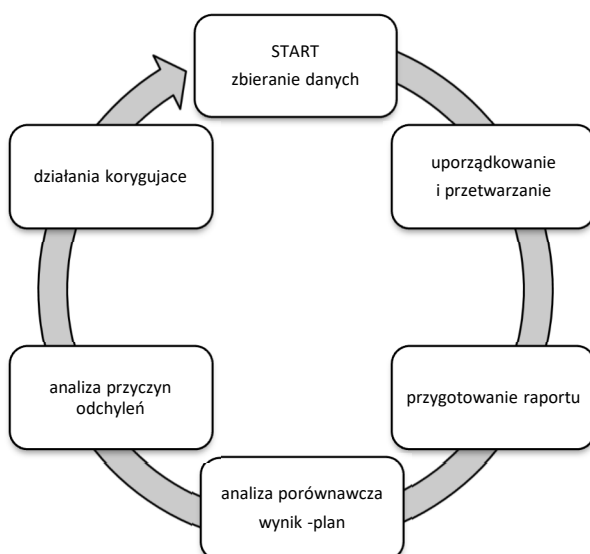 START
zbieranie danych
uporządkowanie
i przetwarzanie
przygotowanie raportu
analiza porównawcza
wynik -plan
analiza przyczyn
odchyleń
działania korygujace